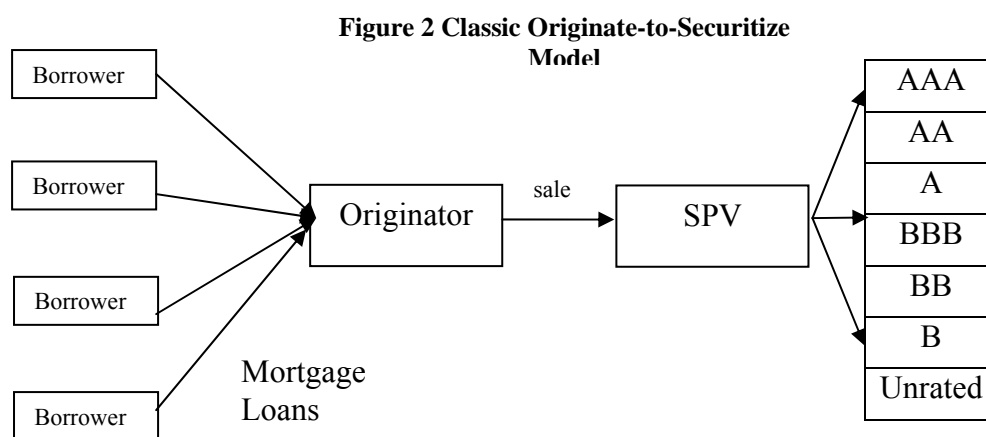 Figure 2 Classic Originate-to-Securitize
Model
Borrower
Borrower
Borrower
Borrower
Mortgage
Loans
Originator
sale
SPV
AAA
AA
A
BBB
BB
B
Unrated